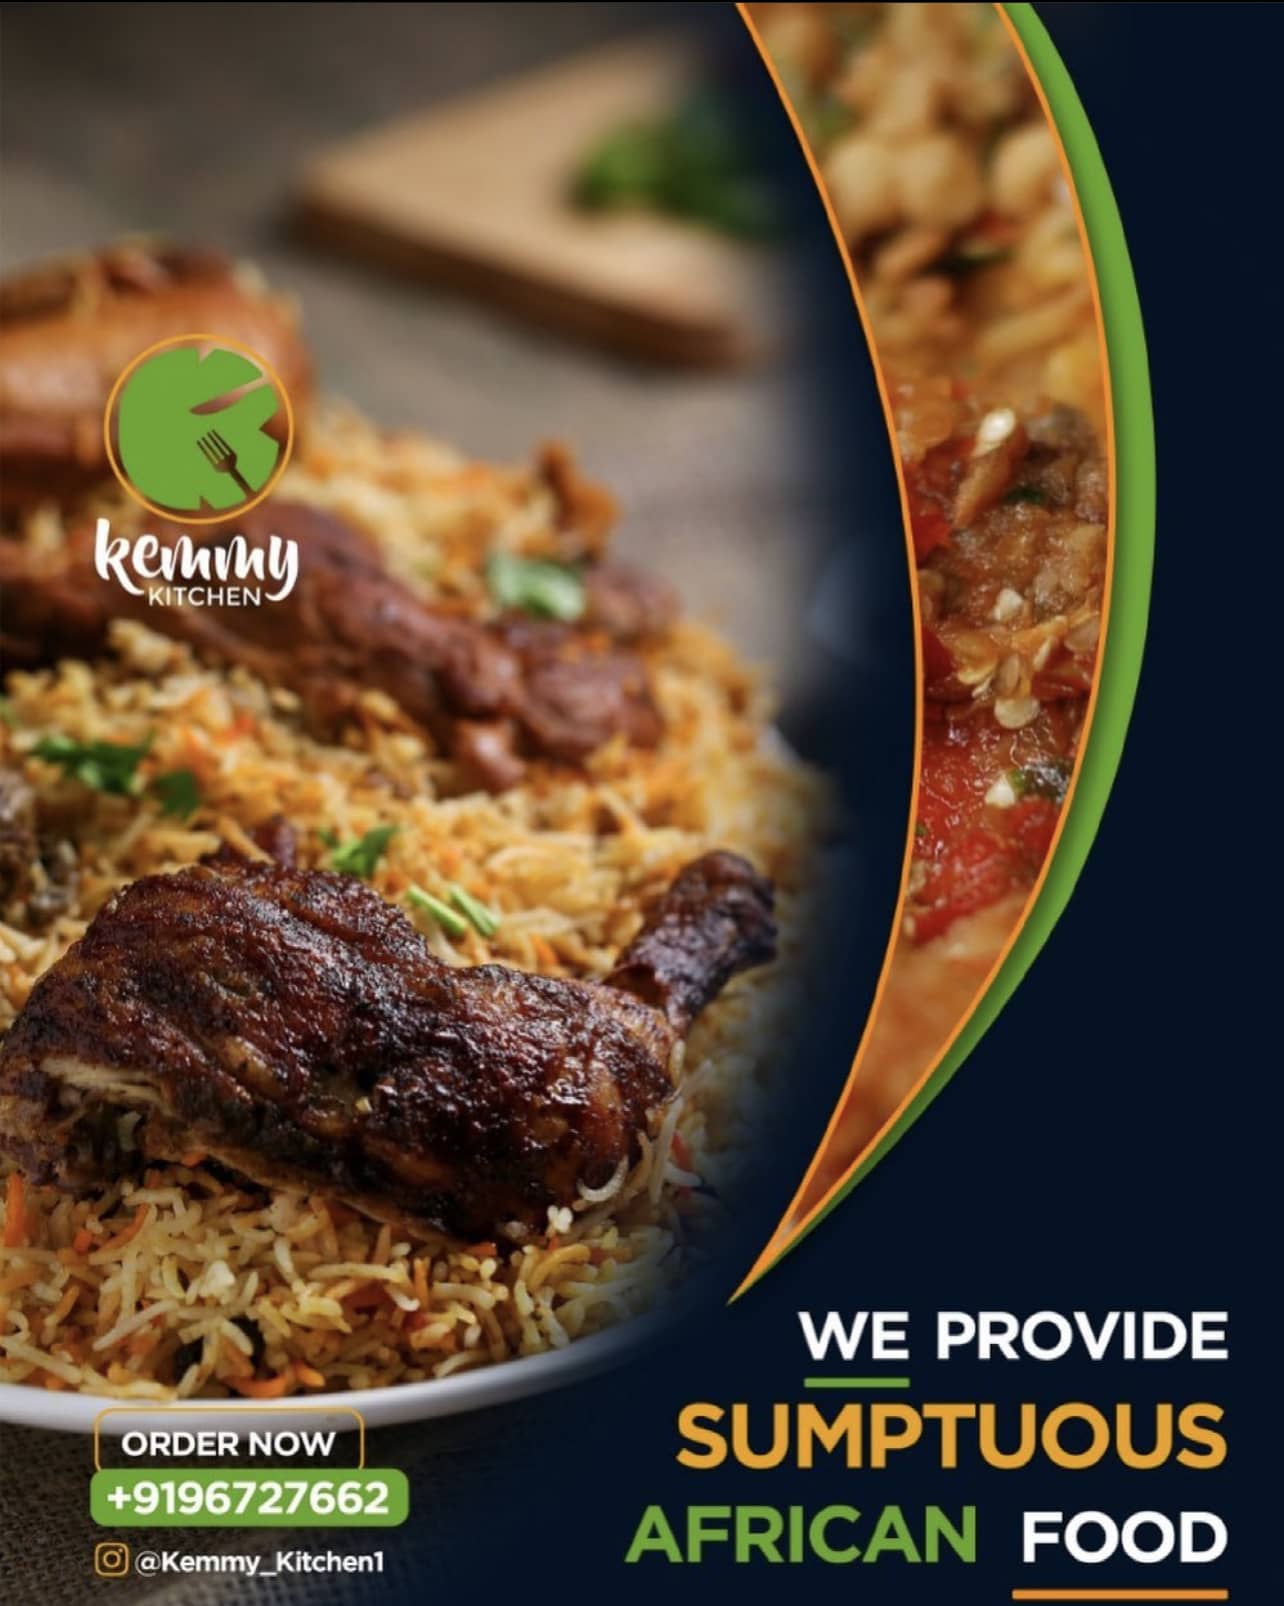 kemmy
KITCHEN
WE PROVIDE
SUMPTUOUS
AFRICAN FOOD
ORDER NOW
+9196727662
@Kemmy_Kitchen1